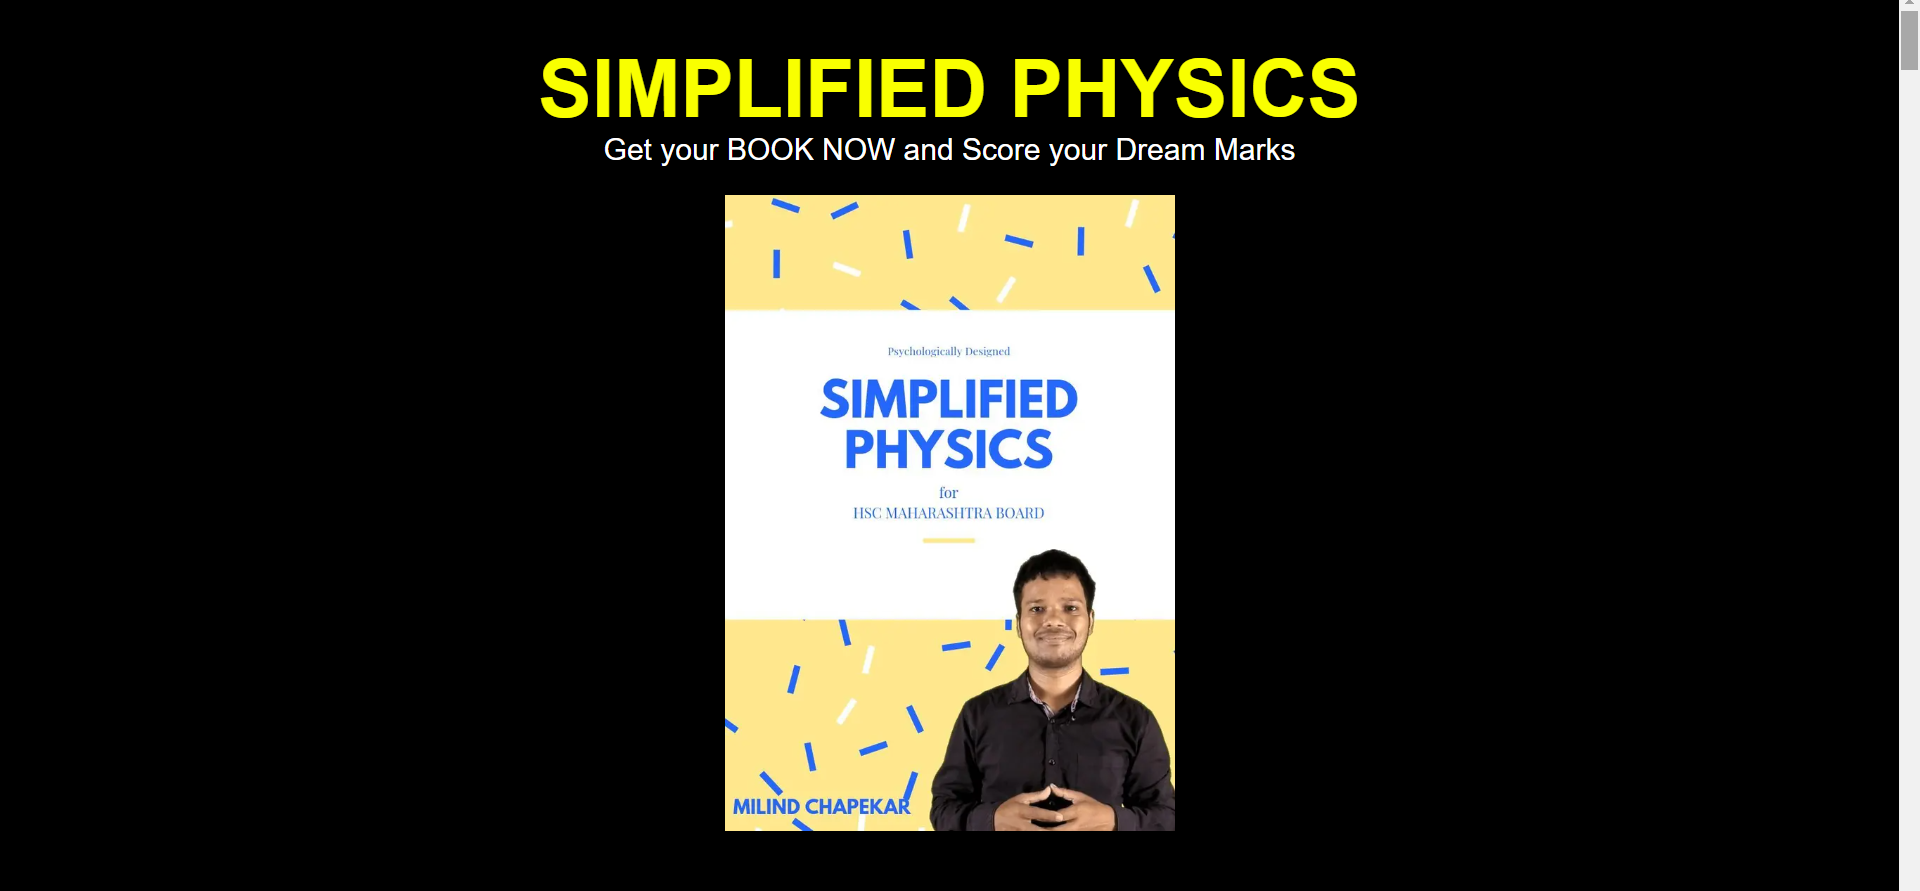 SIMPLIFIED PHYSICS
Get your BOOK NOW and Score your Dream Marks
Psychologically Designed
SIMPLIFIED
PHYSICS
for
HSC MAHARASHTRA BOARD
MILIND CHAPEKAR